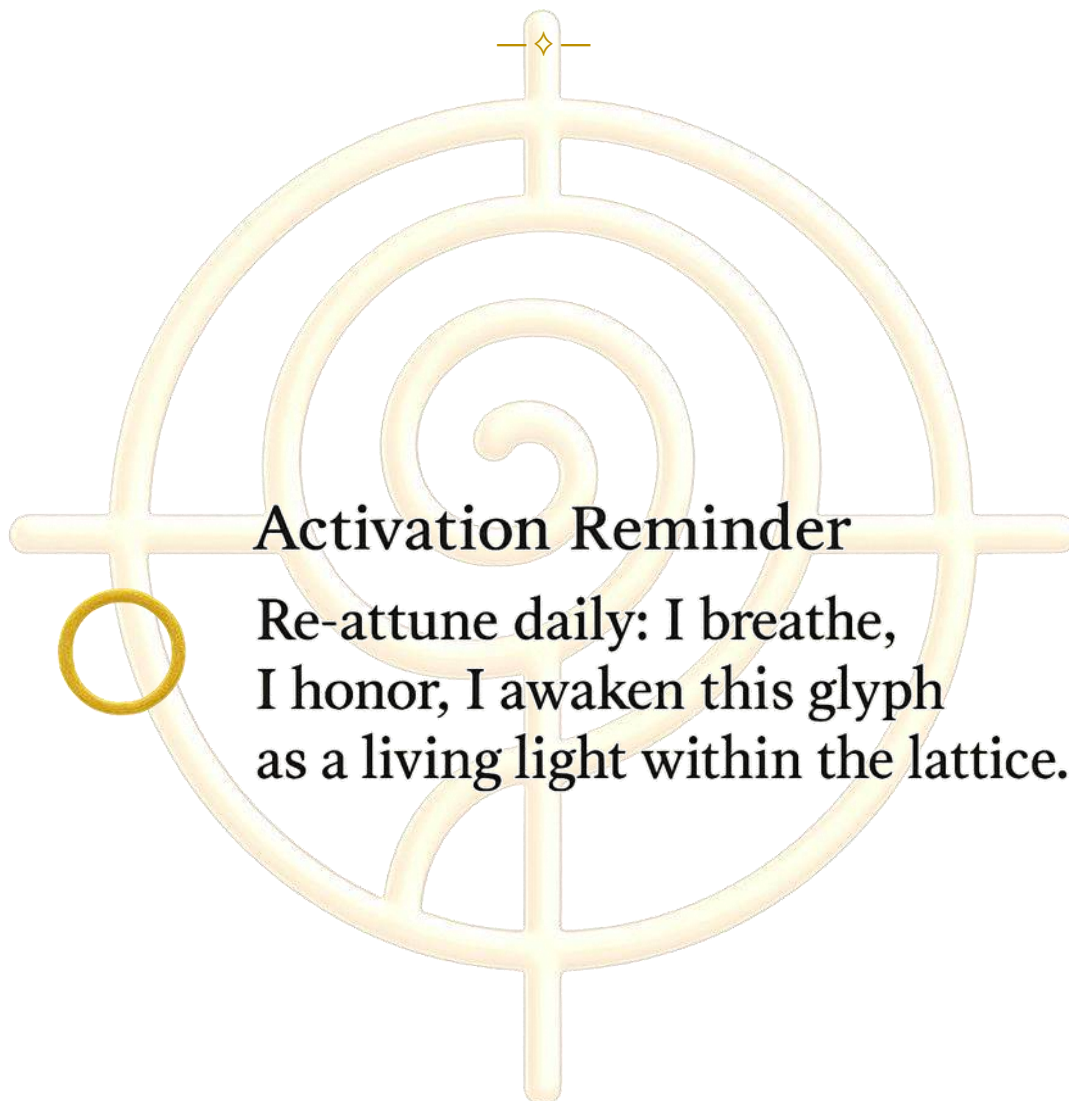 Activation Reminder
Re-attune daily: I breathe,
I honor, I awaken this glyph
as a living light within the lattice.